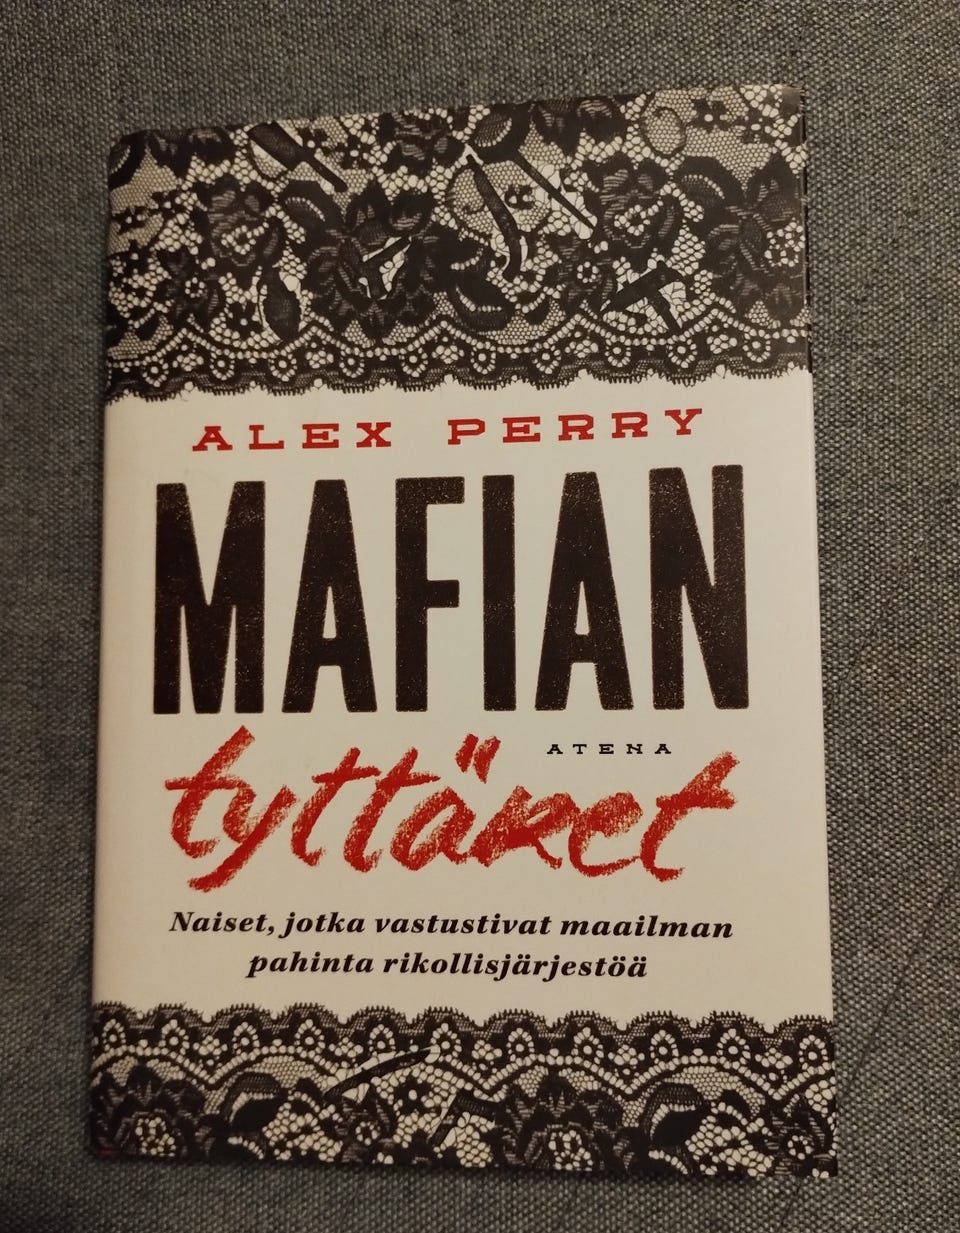 ALEX PERRY
MAFIAN
ATENA
tyttäret
Naiset, jotka vastustivat maailman
pahinta rikollisjärjestöä